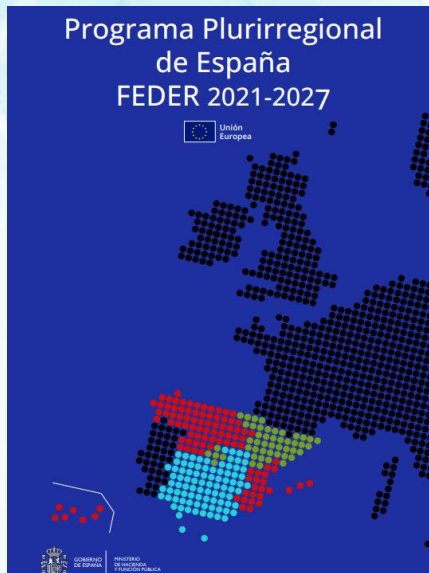 Programa Plurirregional
de España
FEDER 2021-2027
Unión
Europea
GOBIERNO
DE ESPAÑA
MINISTERIO
DE HACIENDA
Y FUNCIÓN PÚBLICA